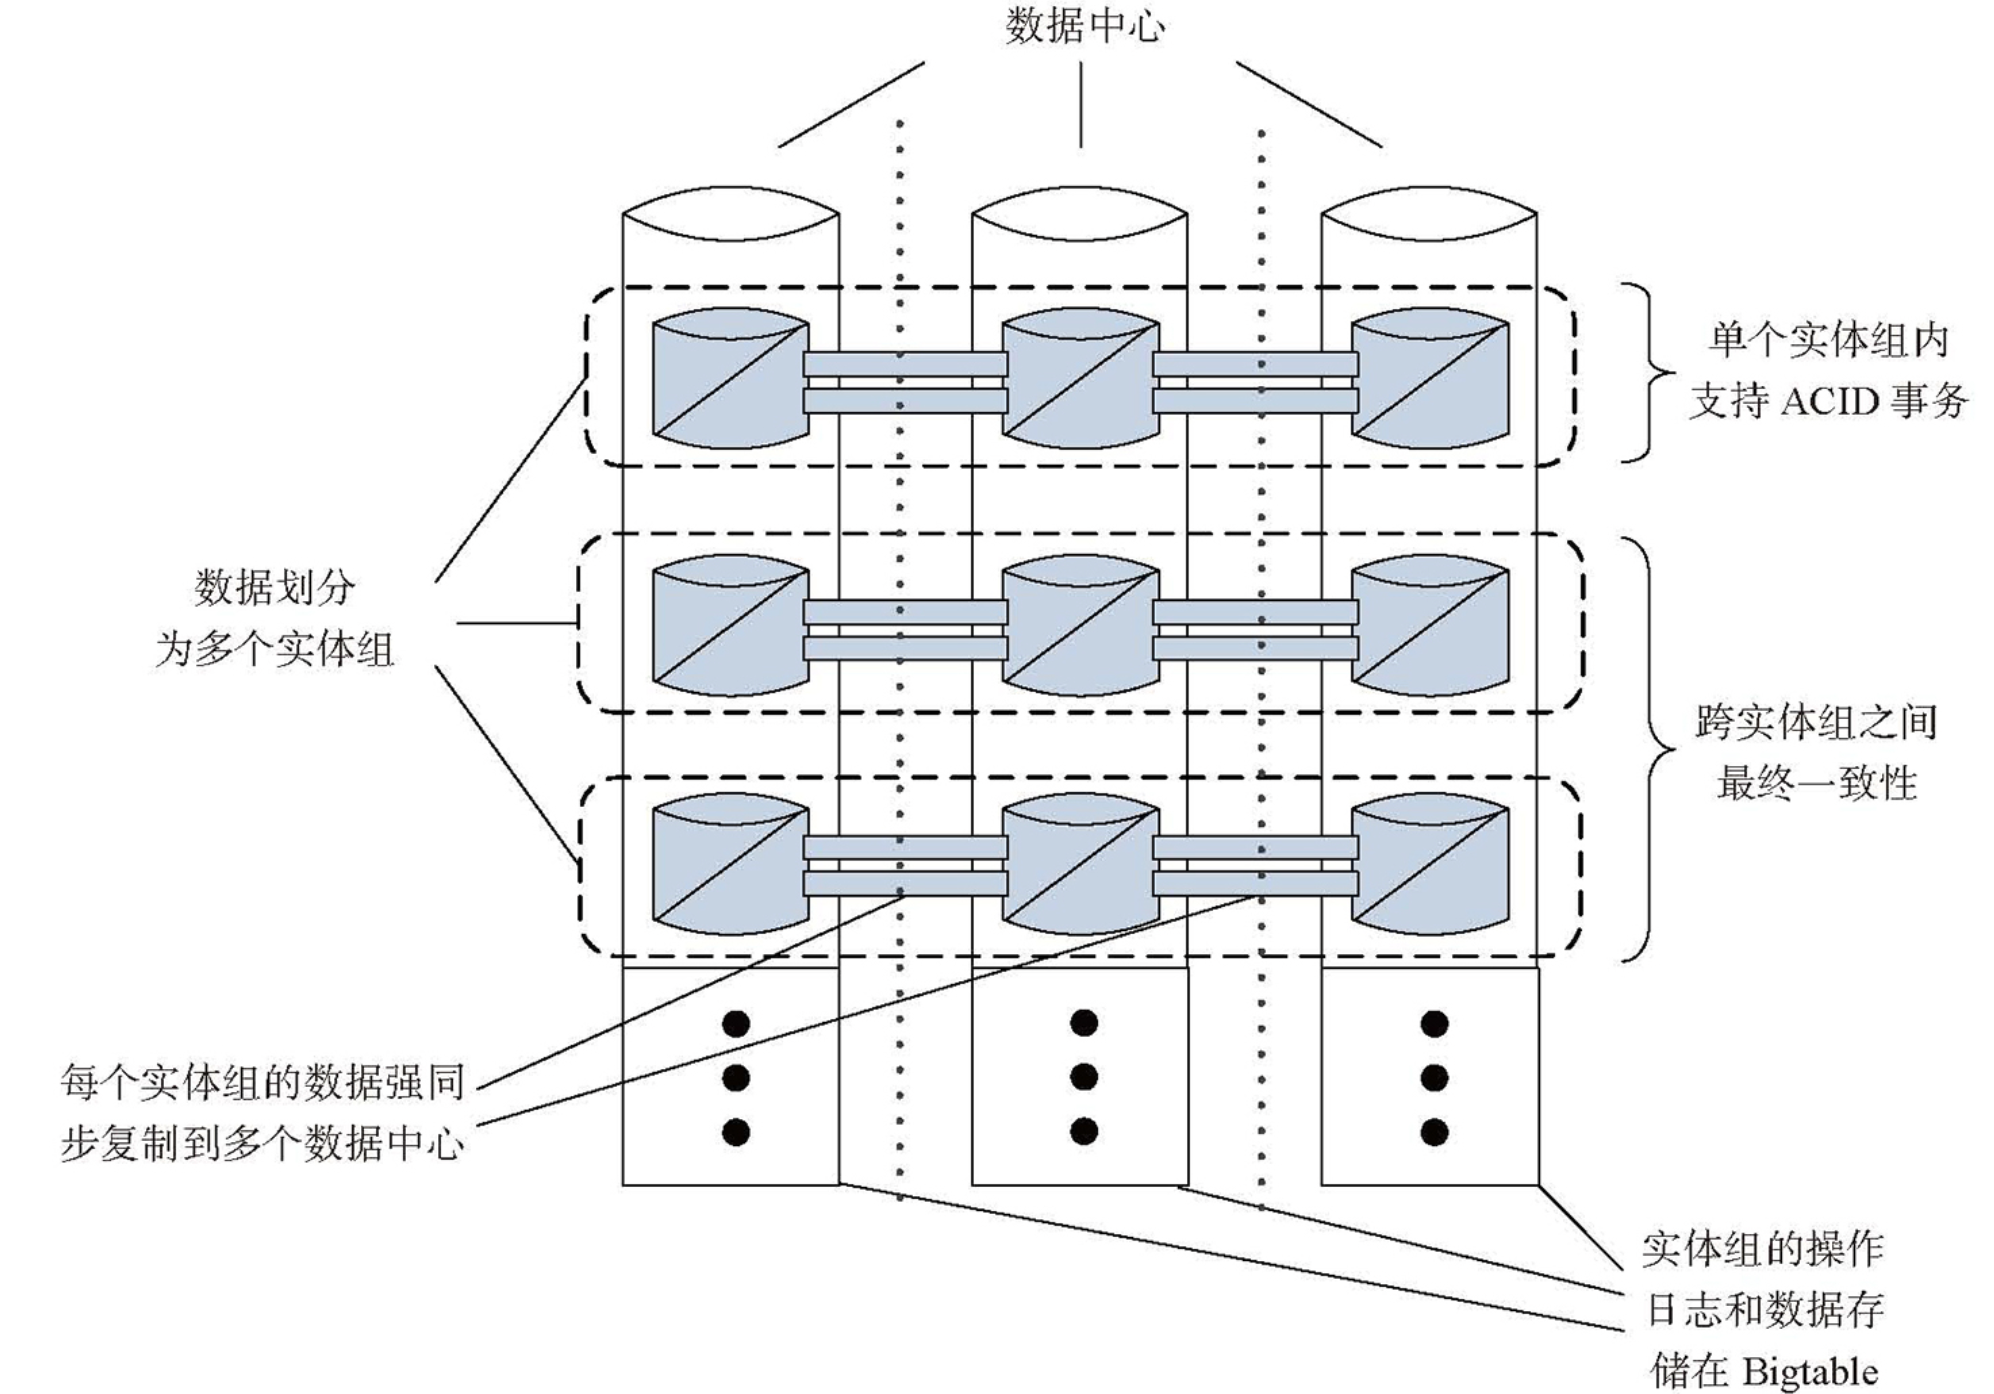 数据中心
单个实体组内
支持 ACID 事务
数据划分
为多个实体组
跨实体组之间
最终一致性
每个实体组的数据强同
步复制到多个数据中心
实体组的操作
日志和数据存
储在 Bigtable